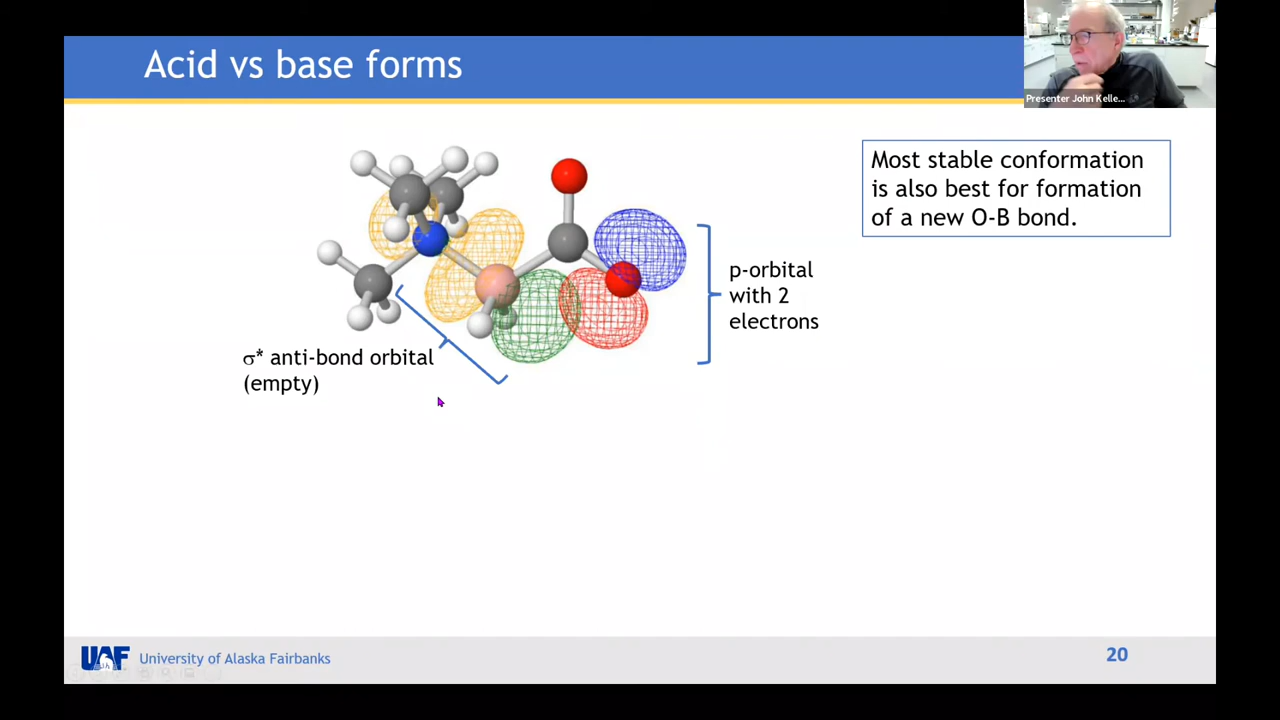 Acid vs base forms
Presenter John Kelle...
Most stable conformation
is also best for formation
of a new O-B bond.
p-orbital
with 2
electrons
σ* anti-bond orbital
(empty)
UAF University of Alaska Fairbanks
20